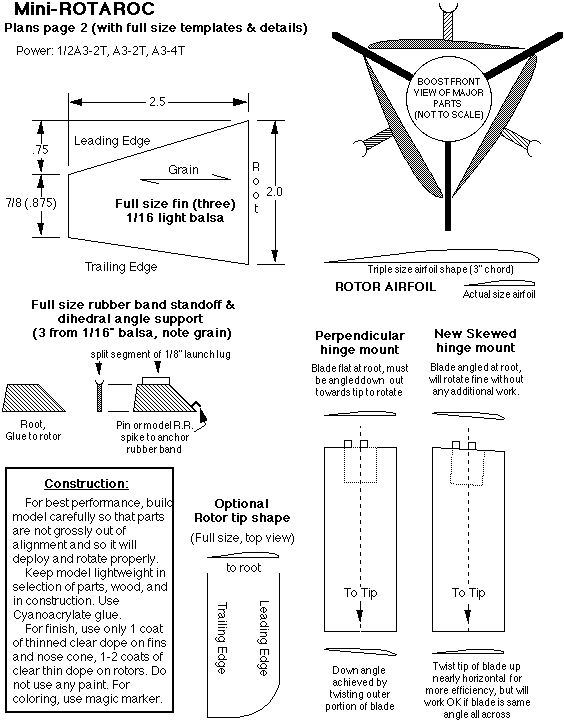 Mini-ROTAROC
Plans page 2 (with full size templates & details)
Power: 1/2A3-2T, A3-2T, A3-4T
BOOST FRONT
VIEW OF MAJOR
PARTS
(NOT TO SCALE)
2.5
.75
Leading Edge
Grain
Root
2.0
7/8 (.875)
Full size fin (three)
1/16 light balsa
Trailing Edge
Triple size airfoil shape (3" chord)
ROTOR AIRFOIL
Actual size airfoil
Full size rubber band standoff &
dihedral angle support
(3 from 1/16" balsa, note grain)
split segment of 1/8" launch lug
Root,
Glue to rotor
Pin or model R.R.
spike to anchor
rubber band
Perpendicular
hinge mount
Blade flat at root, must
be angled down out
towards tip to rotate
To Tip
Down angle
achieved by
twisting outer
portion of blade
New Skewed
hinge mount
Blade angled at root,
will rotate fine without
any additional work.
To Tip
Twist tip of blade up
nearly horizontal for
more efficiency, but will
work OK if blade is same
angle all across
Construction:
For best performance, build
model carefully so that parts
are not grossly out of
alignment and so it will
deploy and rotate properly.
Keep model lightweight in
selection of parts, wood, and
in construction. Use
Cyanoacrylate glue.
For finish, use only 1 coat
of thinned clear dope on fins
and nose cone, 1-2 coats of
clear thin dope on rotors. Do
not use any paint. For
coloring, use magic marker.
Optional
Rotor tip shape
(Full size, top view)
to root
Trailing Edge
Leading Edge